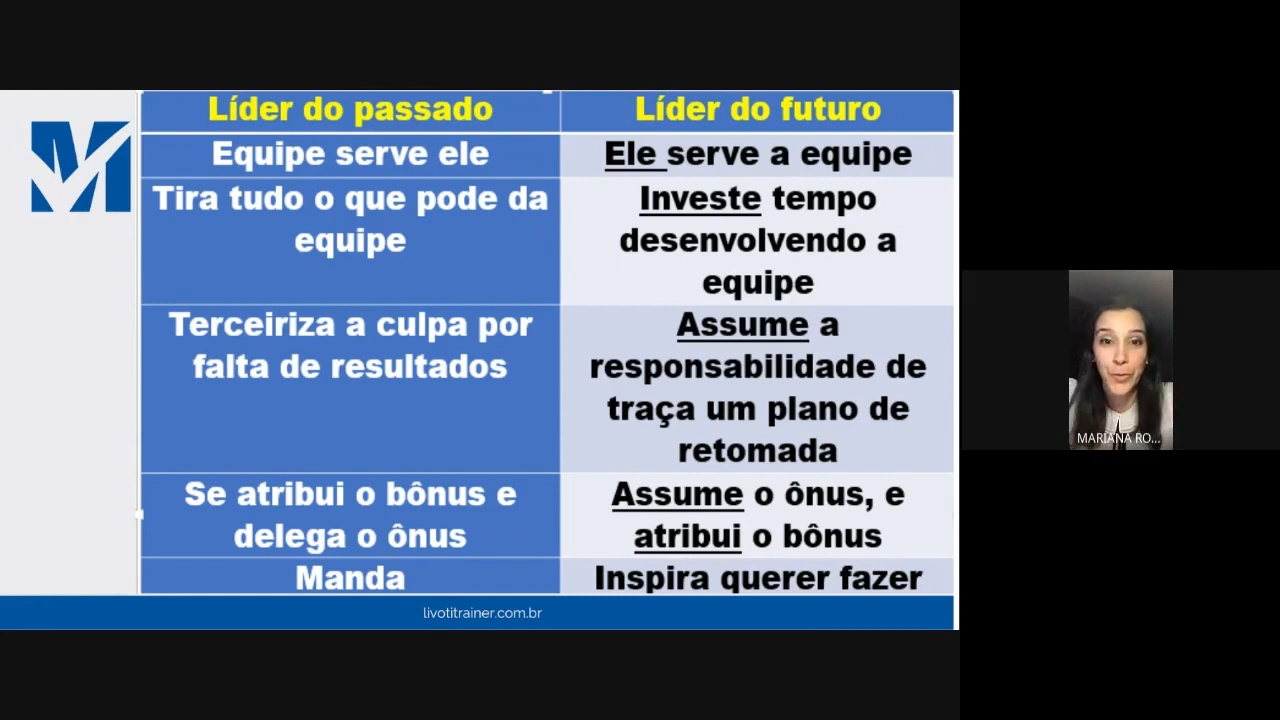 Líder do passado
Líder do futuro
Equipe serve ele
Ele serve a equipe
Tira tudo o que pode da
equipe
Investe tempo
desenvolvendo a
equipe
Terceiriza a culpa por
falta de resultados
Assume a
responsabilidade de
traça um plano de
retomada
Se atribui o bônus e
delega o ônus
Assume o ônus, e
atribui o bônus
Manda
Inspira querer fazer
livotitrainer.com.br
MARIANA RO...